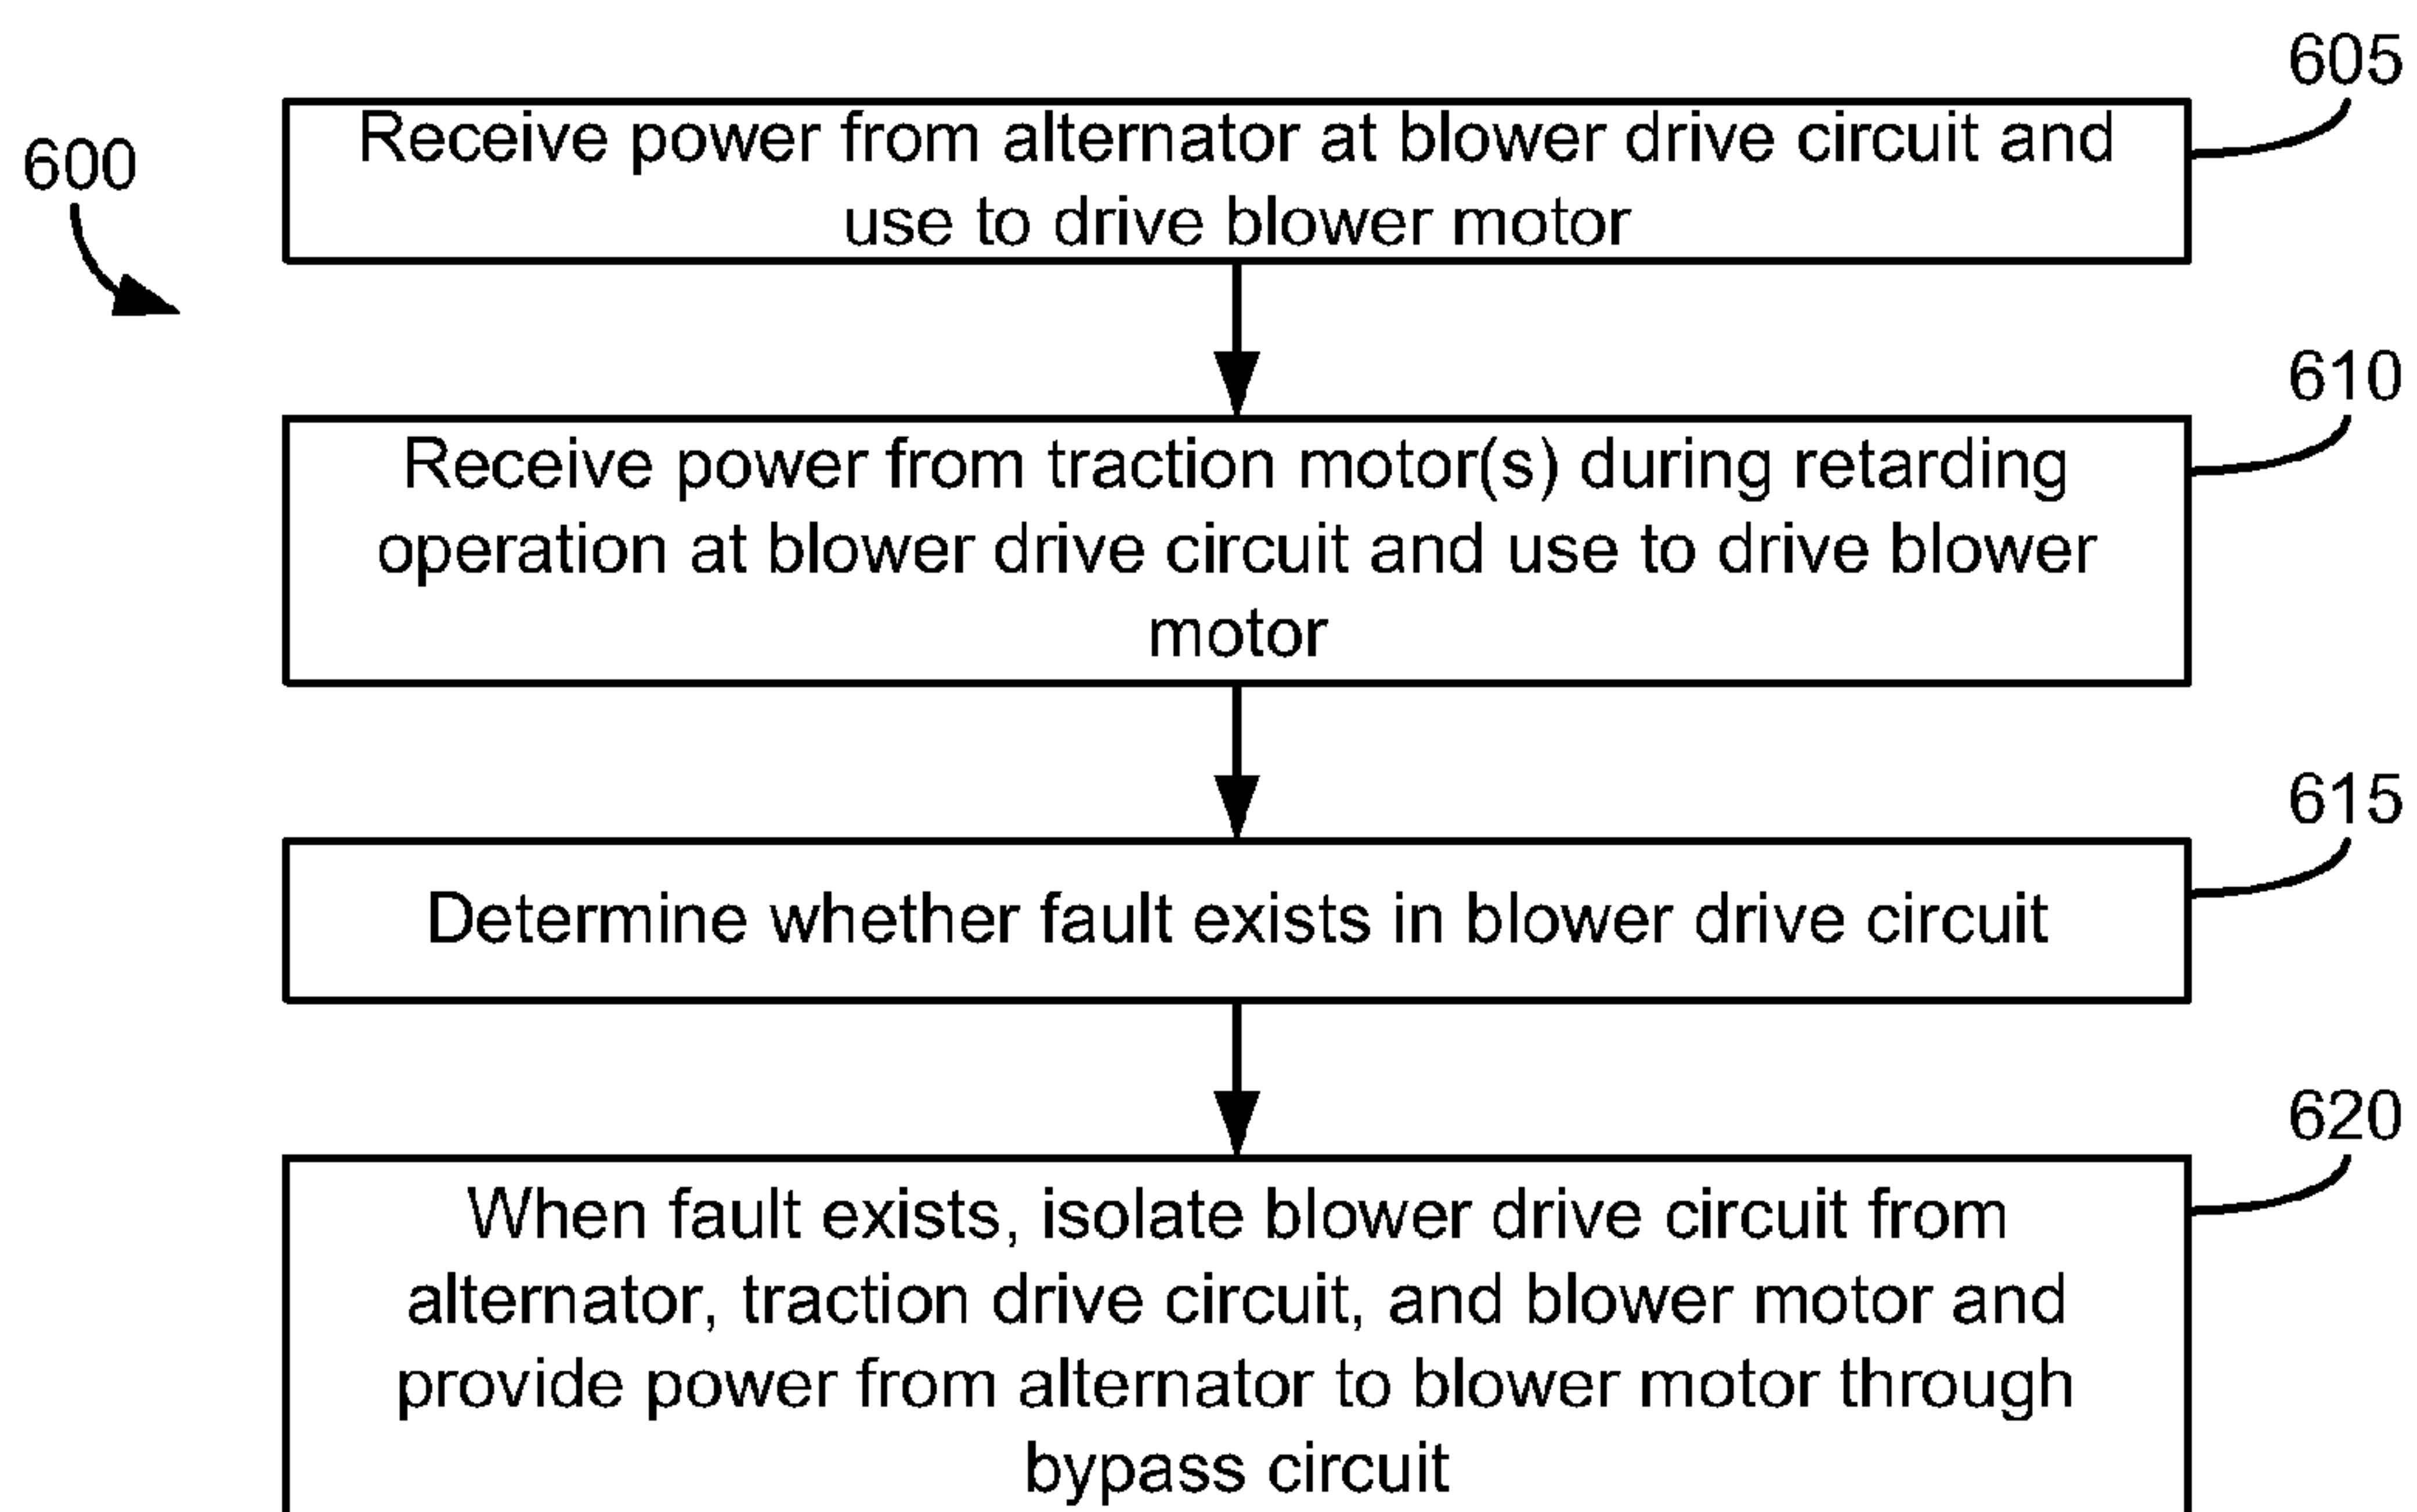 605
600
Receive power from alternator at blower drive circuit and
use to drive blower motor
610
Receive power from traction motor(s) during retarding
operation at blower drive circuit and use to drive blower
motor
615
Determine whether fault exists in blower drive circuit
620
When fault exists, isolate blower drive circuit from
alternator, traction drive circuit, and blower motor and
provide power from alternator to blower motor through
bypass circuit